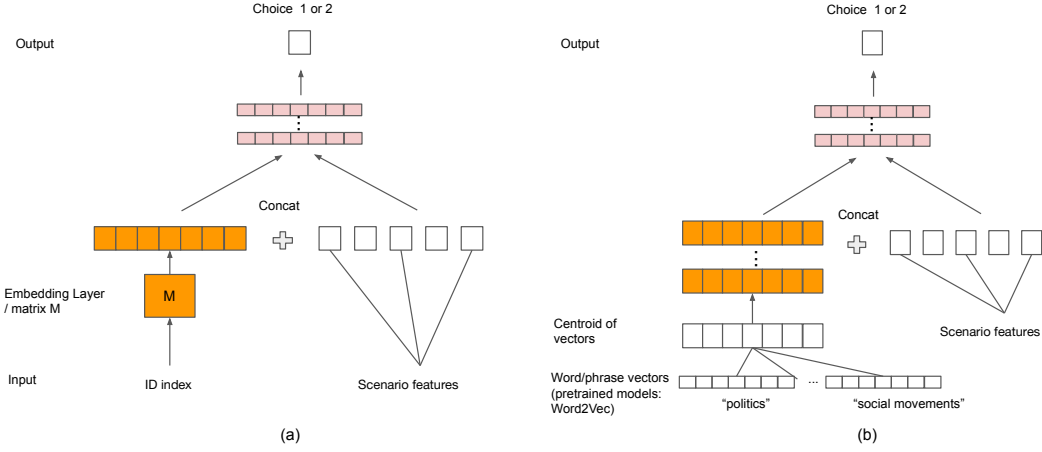 Choice 1 or 2
Output
Concat
M
Embedding Layer
/ matrix M
Input
ID index
Scenario features
(a)
Choice 1 or 2
Output
Concat
Scenario features
Centroid of
vectors
Word/phrase vectors
(pretrained models:
Word2Vec)
...
“politics”
“social movements”
(b)